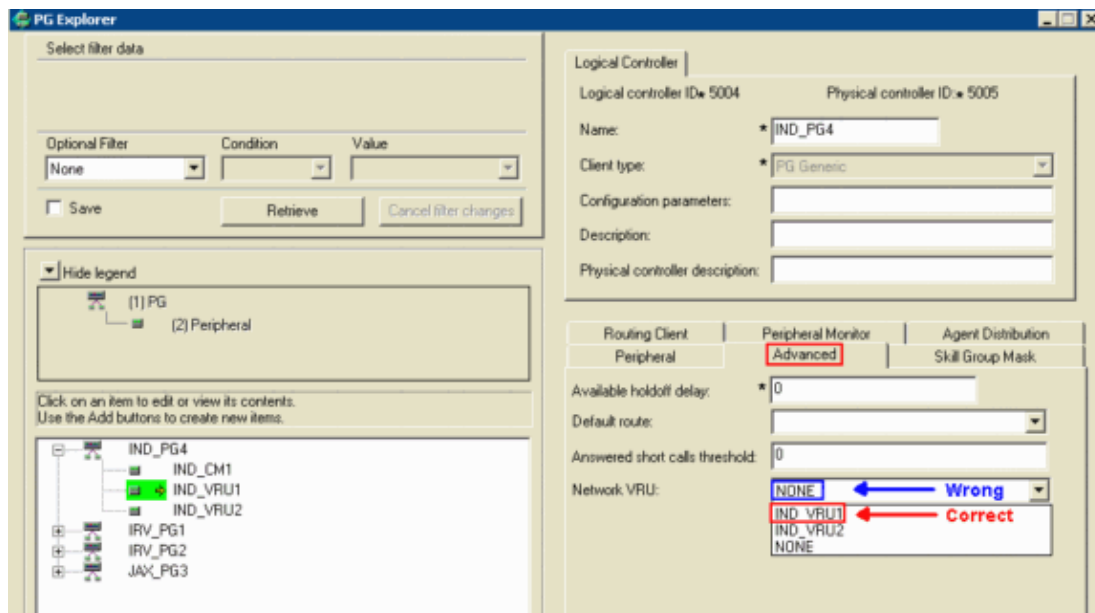 PG Explorer
Select filter data
Optional Filter Condition Value
None
Save Retrieve Cancel filter changes
Hide legend
(1) PG
(2) Peripheral
Click on an item to edit or view its contents.
Use the Add buttons to create new items.
IND_PG4
IND_CM1
IND_VRU1
IND_VRU2
IRV_PG1
IRV_PG2
JAX_PG3
Logical Controller
Logical controller ID:* 5004 Physical controller ID:* 5005
Name: * IND_PG4
Client type: * PG Generic
Configuration parameters:
Description:
Physical controller description:
Routing Client Peripheral Monitor Agent Distribution
Peripheral Advanced Skill Group Mask
Available holdoff delay: * 0
Default route:
Answered short calls threshold: 0
Network VRU: NONE Wrong
IND_VRU1 Correct
IND_VRU2
NONE